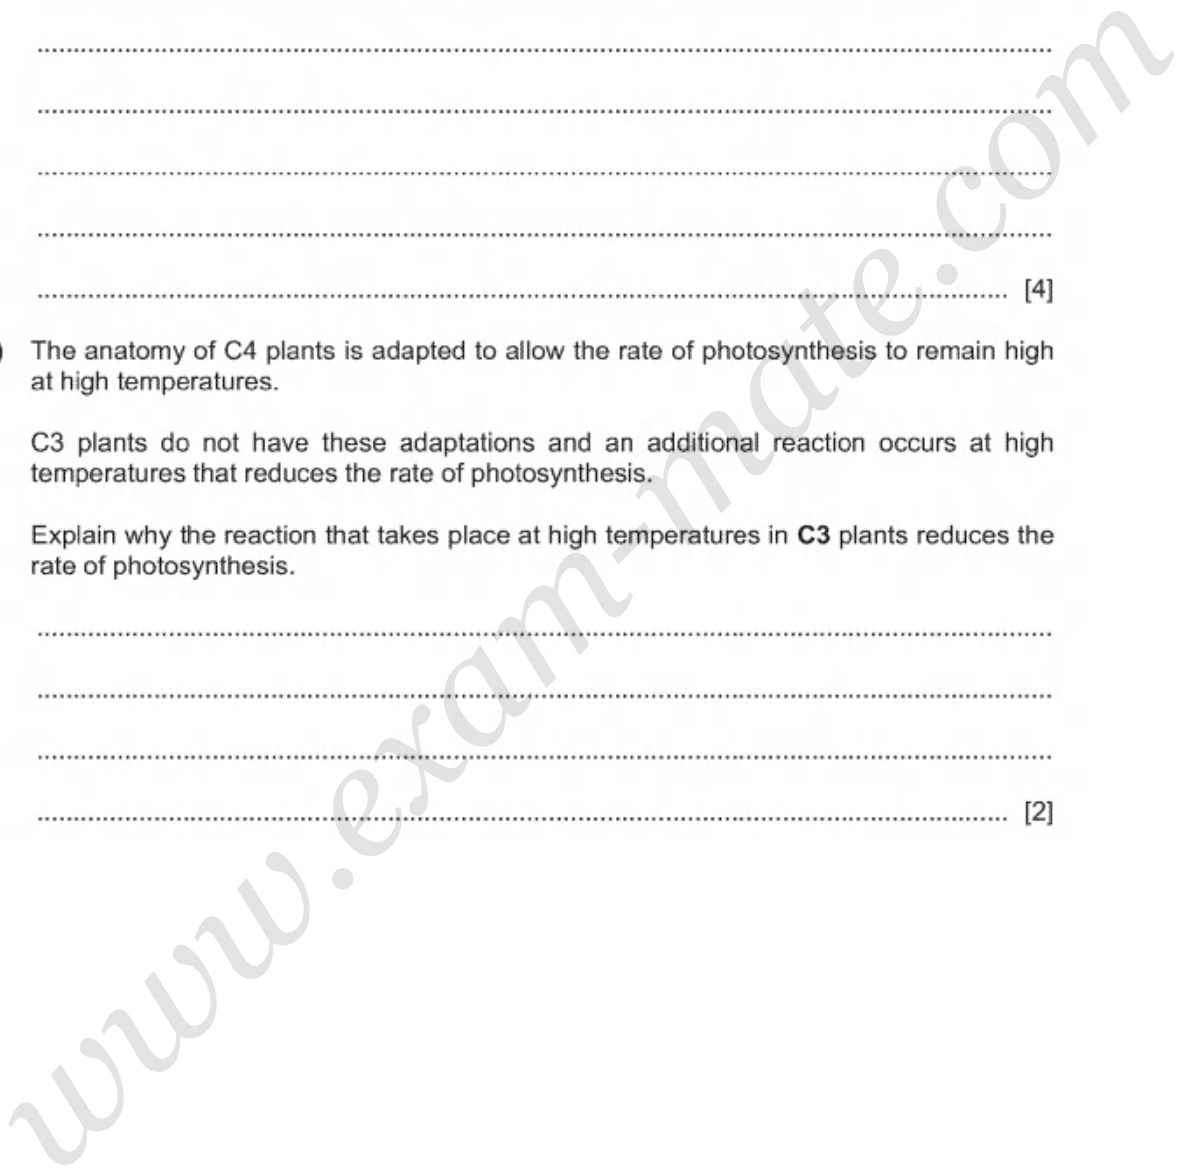 [4]
) The anatomy of C4 plants is adapted to allow the rate of photosynthesis to remain high
at high temperatures.
C3 plants do not have these adaptations and an additional reaction occurs at high
temperatures that reduces the rate of photosynthesis.
Explain why the reaction that takes place at high temperatures in C3 plants reduces the
rate of photosynthesis.
[2]
www.exam-mate.com